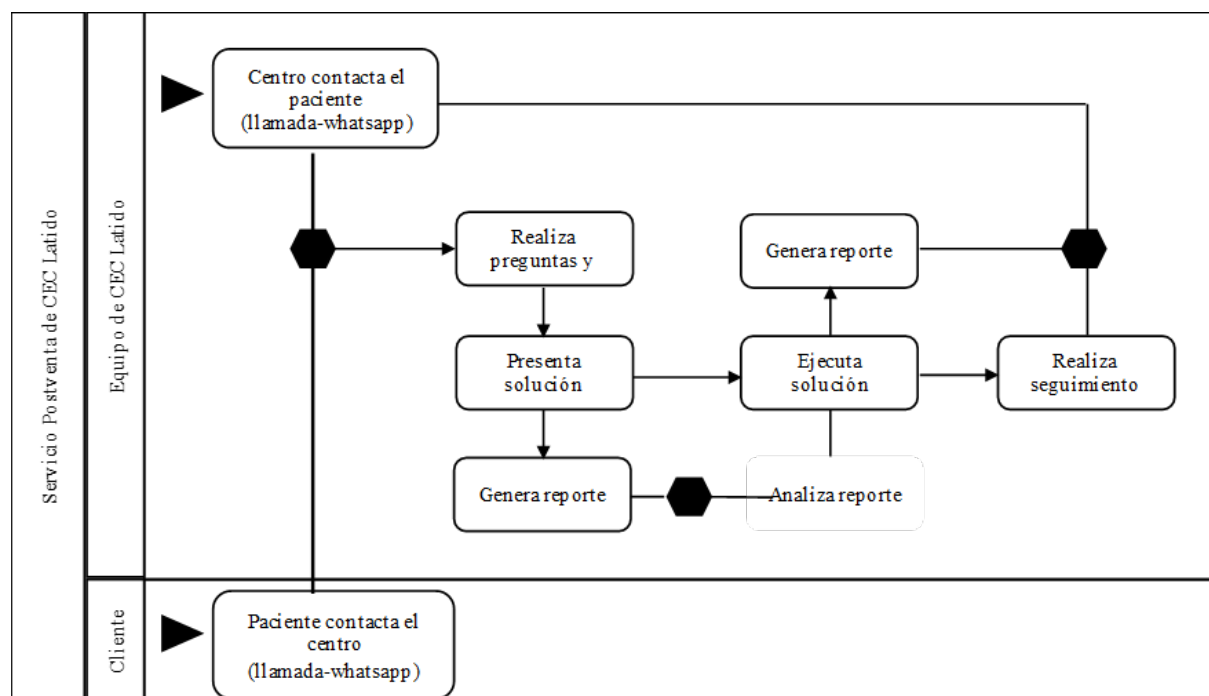 Servicio Postventa de CEC Latido
Equipo de CEC Latido
Centro contacta el
paciente
(llamada-whatsapp)
Realiza
preguntas y
Genera reporte
Presenta
solución
Ejecuta
solución
Realiza
seguimiento
Genera reporte
Analiza reporte
Cliente
Paciente contacta el
centro
(llamada-whatsapp)